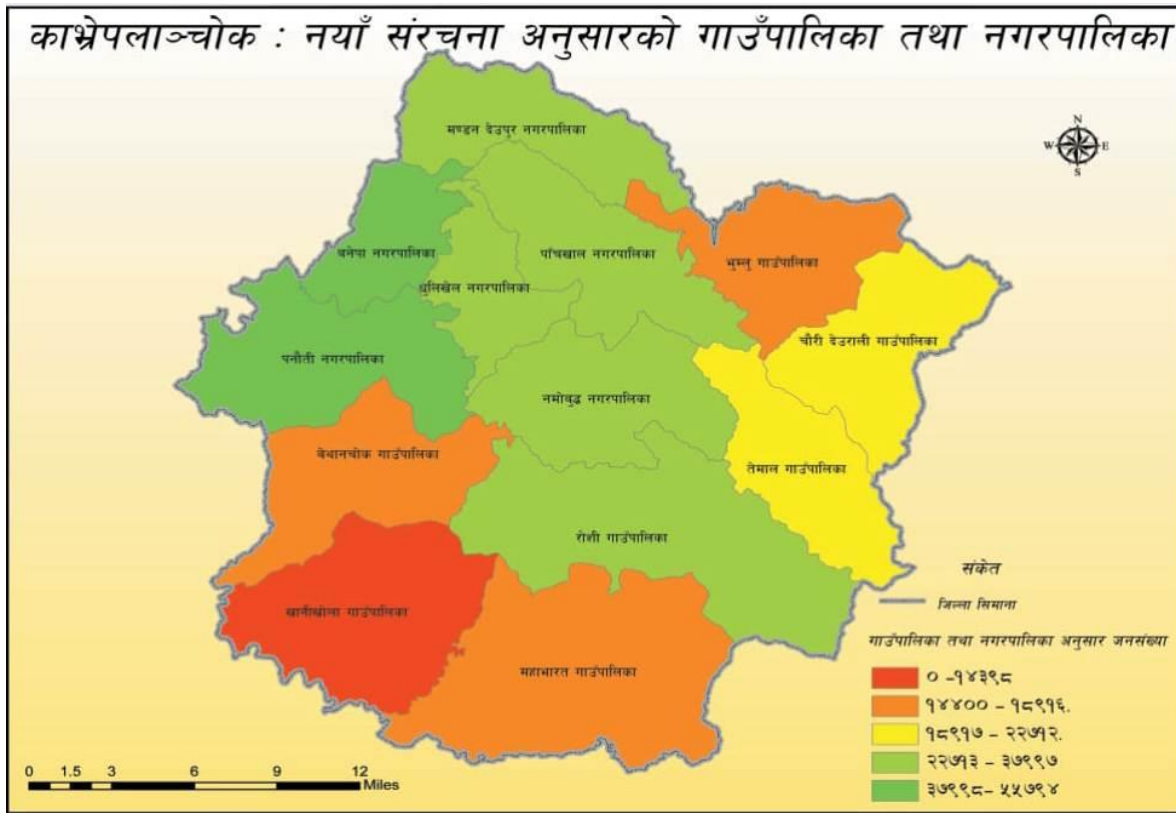 काभ्रेपलाञ्चोक : नयाँ संरचना अनुसारको गाउँपालिका तथा नगरपालिका
मण्डन देउपुर नगरपालिका
N
W E
S
बनेपा नगरपालिका
पाँचखाल नगरपालिका
भुम्लु गाउँपालिका
धुलिखेल नगरपालिका
चौरी देउराली गाउँपालिका
पनौती नगरपालिका
नमोबुद्ध नगरपालिका
बेथानचोक गाउँपालिका
तेमाल गाउँपालिका
रोशी गाउँपालिका
खानीखोला गाउँपालिका
महाभारत गाउँपालिका
संकेत
जिल्ला सिमाना
गाउँपालिका तथा नगरपालिका अनुसार जनसंख्या
० -१४३९८
१४४०० - १८९१६.
१८९१७ - २२७१२.
२२७१३ - ३७९९७
३७९९८- ५५७९४
0 1.5 3 6 9 12
Miles